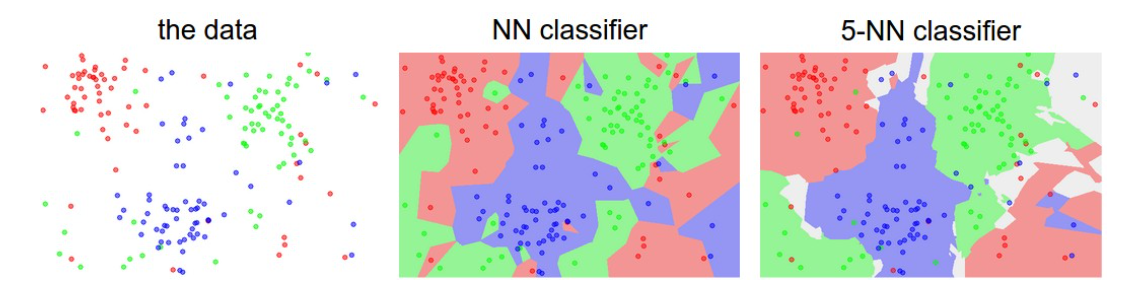 the data
NN classifier
5-NN classifier